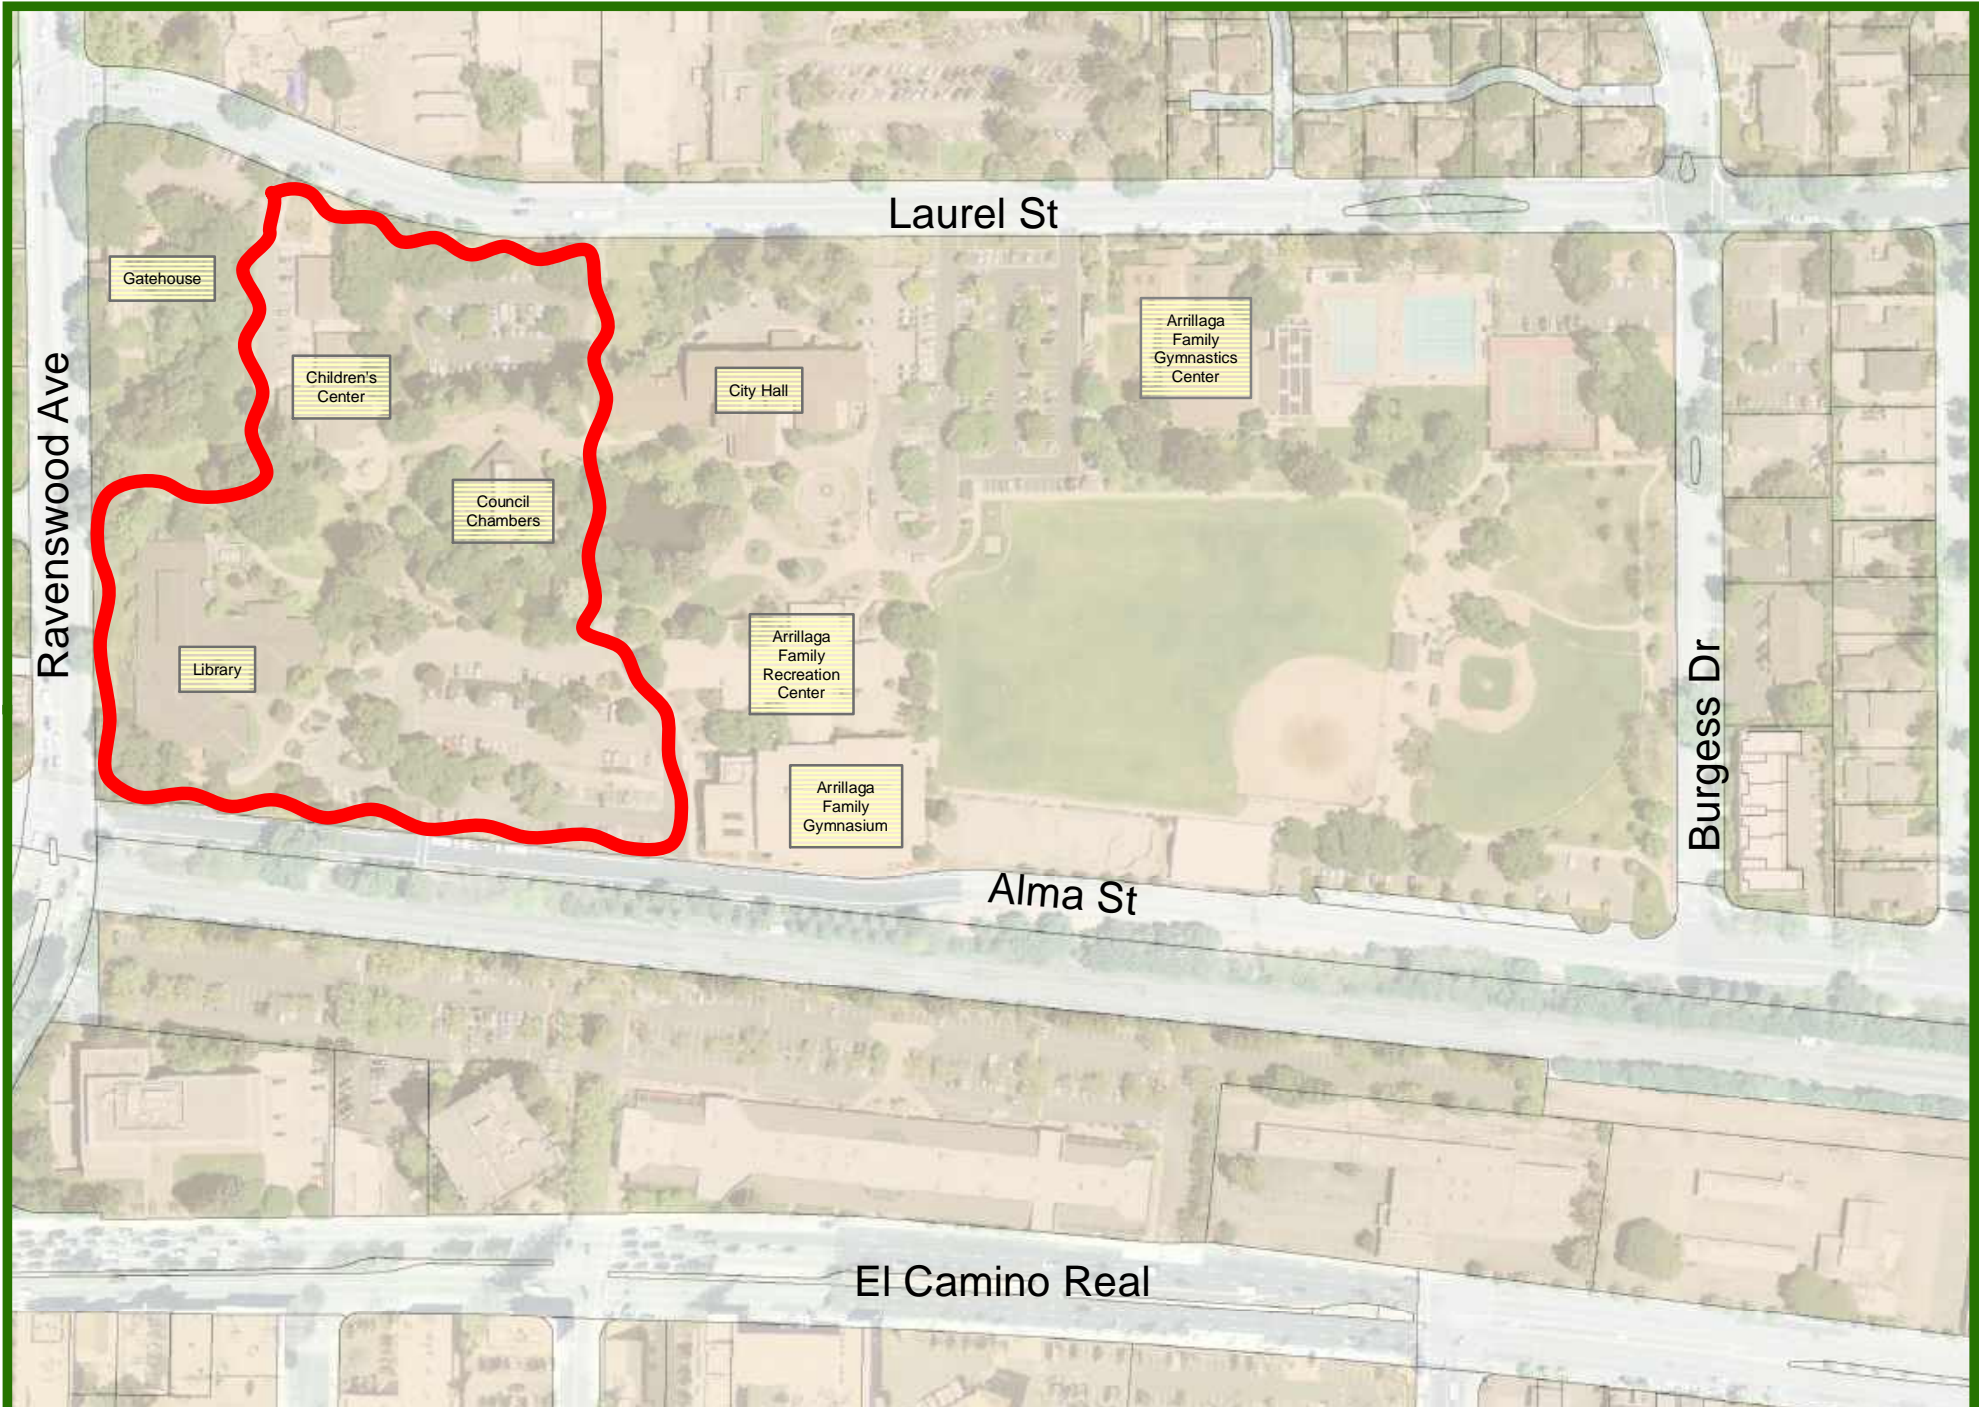 Laurel St
Gatehouse
Children's
Center
City Hall
Arrillaga
Family
Gymnastics
Center
Council
Chambers
Ravenswood Ave
Library
Arrillaga
Family
Recreation
Center
Arrillaga
Family
Gymnasium
Burgess Dr
Alma St
El Camino Real